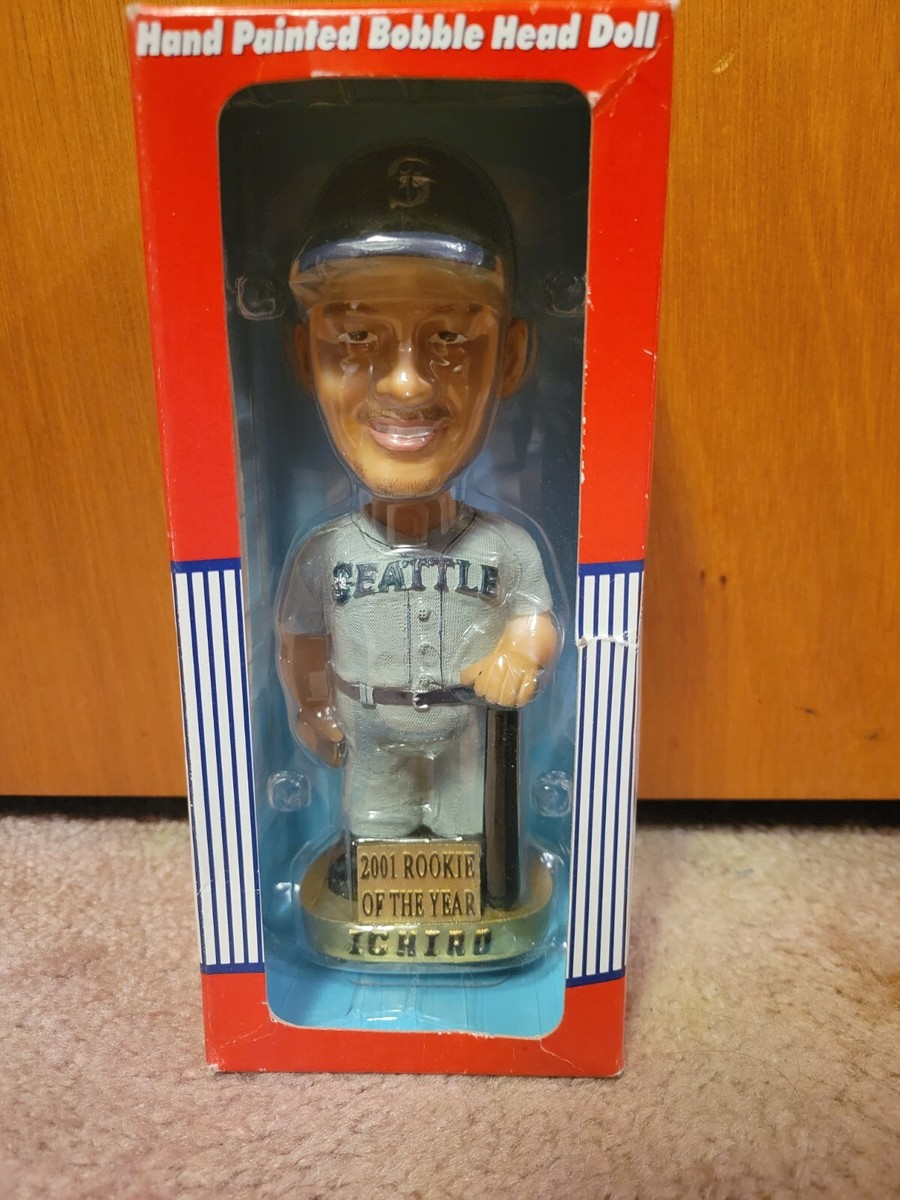 Hand Painted Bobble Head Doll
S
SEATTLE
2001 ROOKIE
OF THE YEAR
ICHIRO